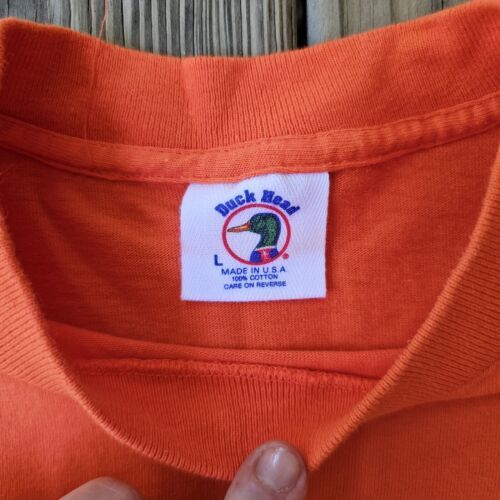 Duck Head
L
®
MADE IN U.S.A.
100% COTTON
CARE ON REVERSE